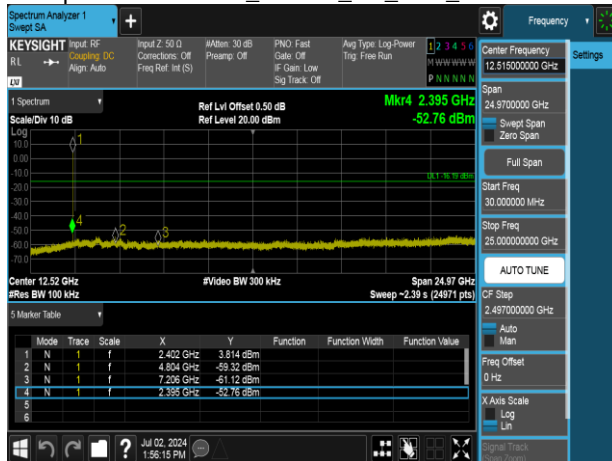 Spectrum Analyzer 1
Swept SA
+
Frequency
KEYSIGHT
RL
LXI
Input: RF
Coupling: DC
Align: Auto
Input Z: 50 Ω
Corrections: Off
Freq Ref: Int (S)
#Atten: 30 dB
Preamp: Off
PNO: Fast
Gate: Off
IF Gain: Low
Sig Track: Off
Avg Type: Log-Power
Trig: Free Run
1 2 3 4 5 6
M W W W W W
P N N N N N
Center Frequency
12.515000000 GHz
Settings
Span
24.9700000 GHz
Swept Span
Zero Span
Full Span
Start Freq
30.000000 MHz
Stop Freq
25.000000000 GHz
AUTO TUNE
CF Step
2.497000000 GHz
Auto
Man
Freq Offset
0 Hz
X Axis Scale
Log
Lin
Signal Track
(Span Zoom)
1 Spectrum
Scale/Div 10 dB
Ref Lvl Offset 0.50 dB
Ref Level 20.00 dBm
Mkr4 2.395 GHz
-52.76 dBm
Log
10.0
0.00
-10.0
-20.0
-30.0
-40.0
-50.0
-60.0
-70.0
1
2
3
4
DL1 -16.19 dBm
Center 12.52 GHz
#Res BW 100 kHz
#Video BW 300 kHz
Span 24.97 GHz
Sweep ~2.39 s (24971 pts)
5 Marker Table
Mode Trace Scale X Y Function Function Width Function Value
1 N 1 f 2.402 GHz 3.814 dBm
2 N 1 f 4.804 GHz -59.32 dBm
3 N 1 f 7.206 GHz -61.12 dBm
4 N 1 f 2.395 GHz -52.76 dBm
5
6
?
Jul 02, 2024
1:56:15 PM